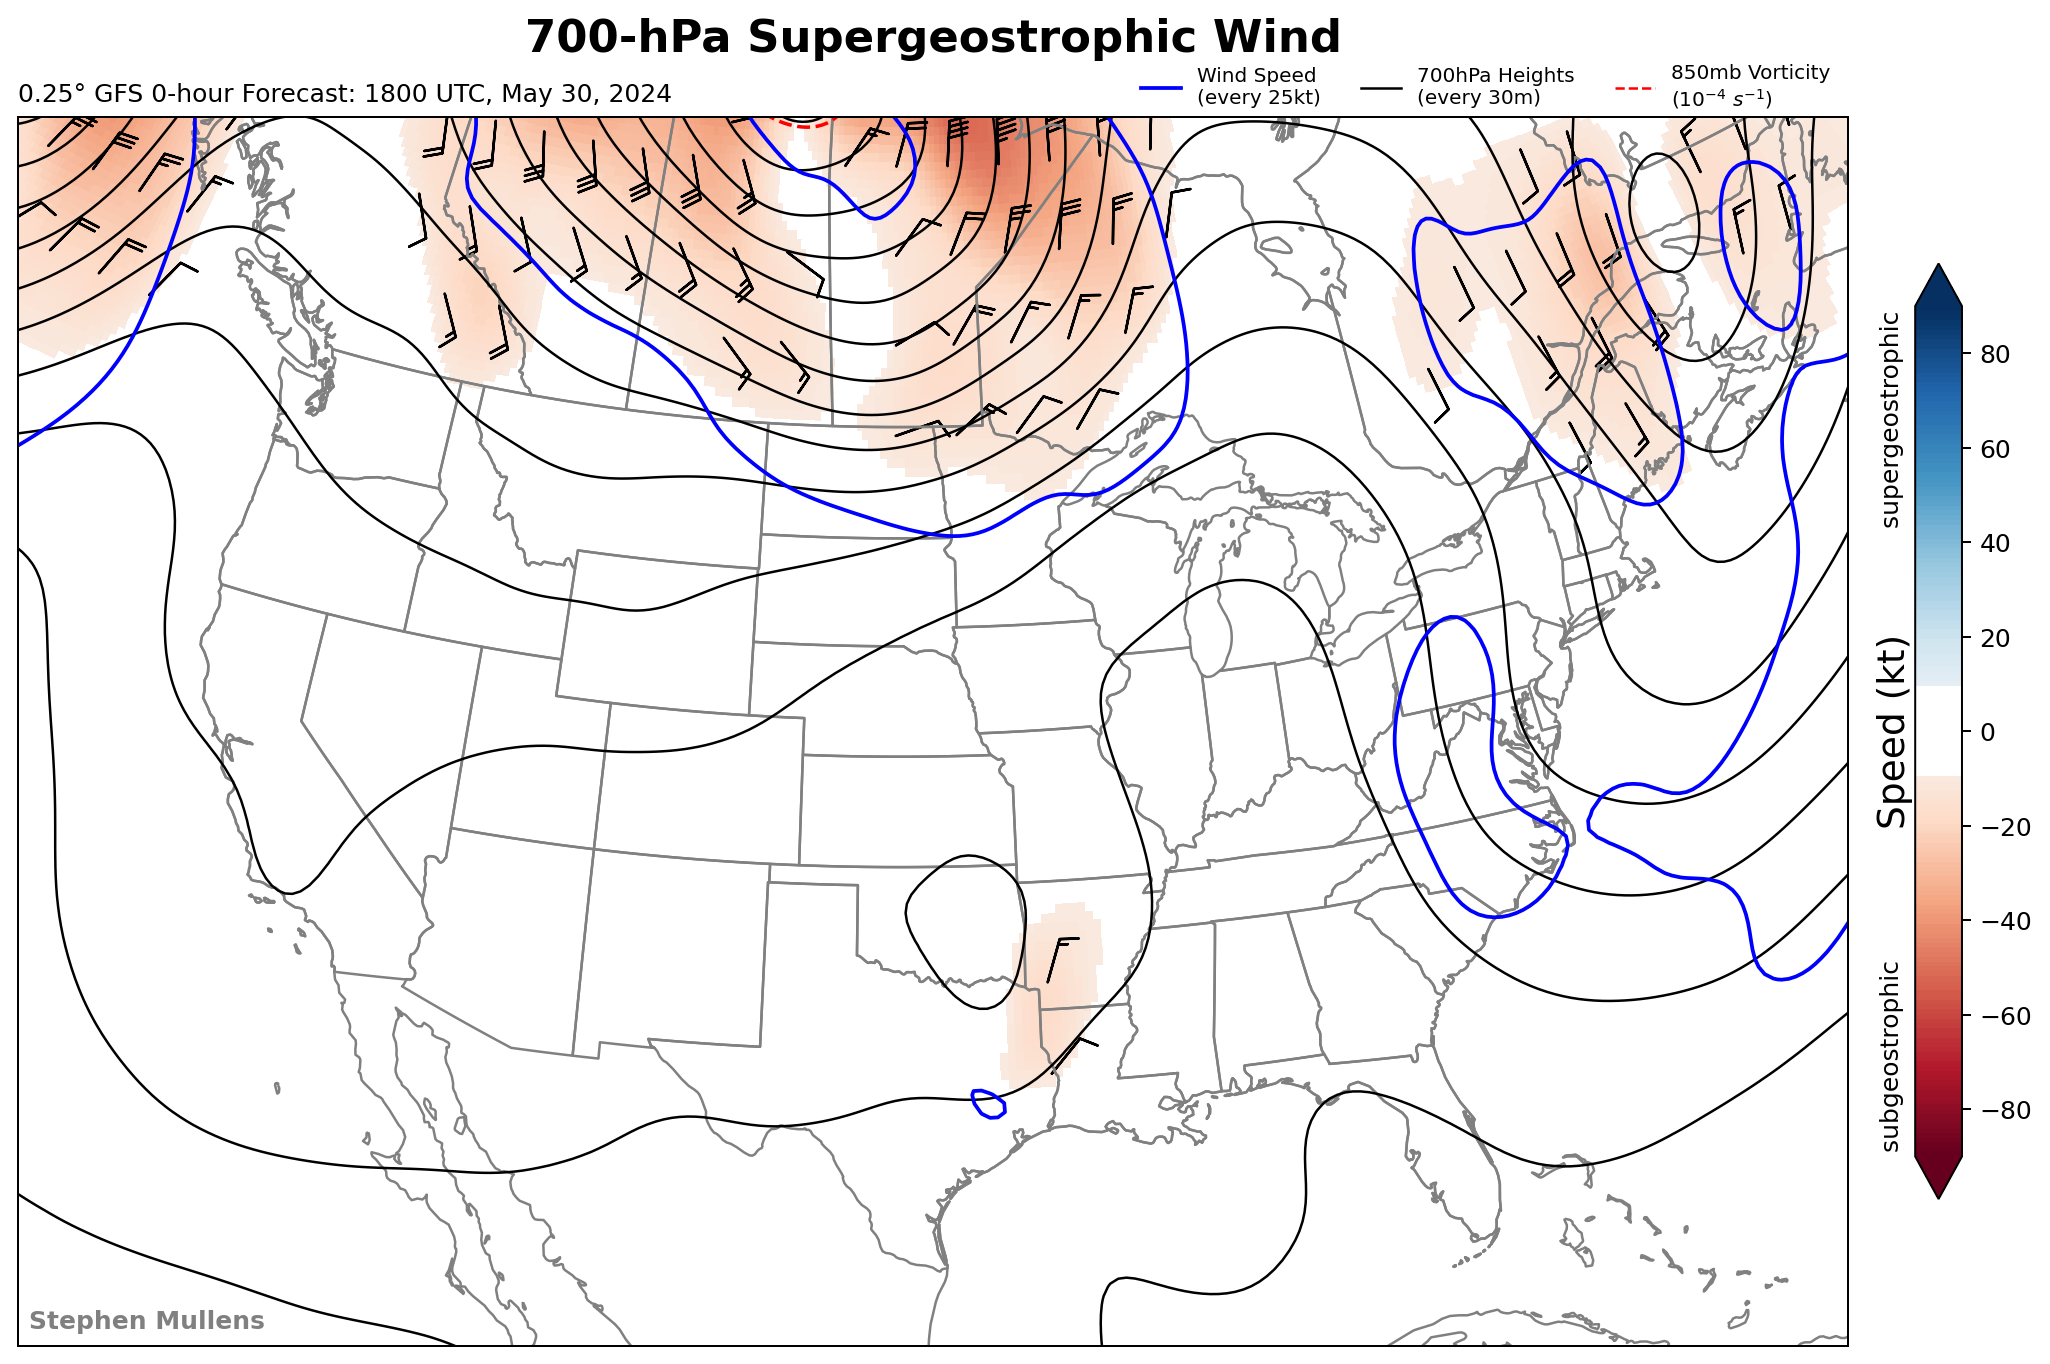 700-hPa Supergeostrophic Wind
0.25° GFS 0-hour Forecast: 1800 UTC, May 30, 2024
Wind Speed
(every 25kt)
700hPa Heights
(every 30m)
850mb Vorticity
(10⁻⁴ s⁻¹)
supergeostrophic
Speed (kt)
subgeostrophic
80
60
40
20
0
−20
−40
−60
−80
Stephen Mullens